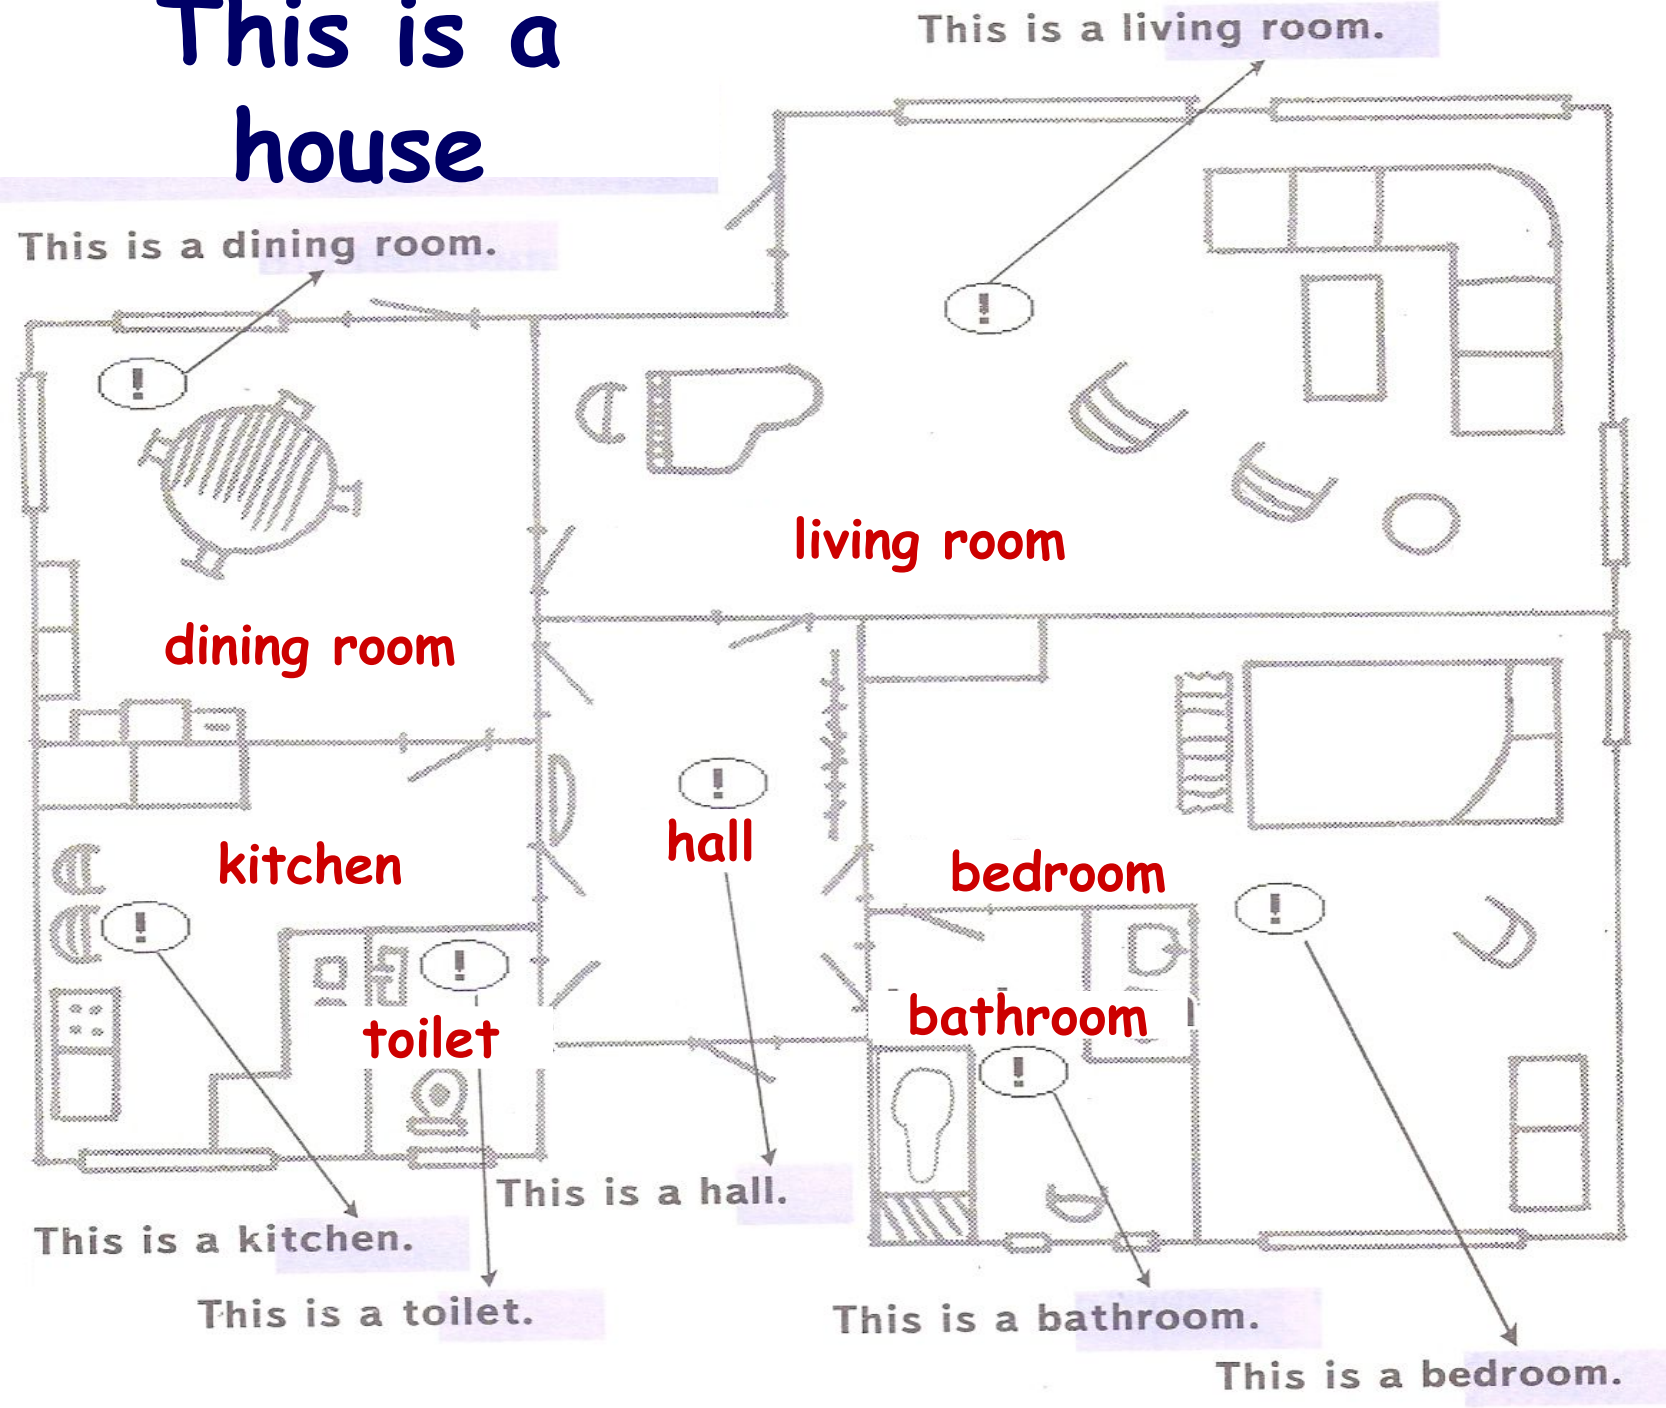 This is a
house
This is a living room.
This is a dining room.
!
!
living room
dining room
!
hall
kitchen
bedroom
!
!
!
toilet
bathroom
!
This is a hall.
This is a kitchen.
This is a toilet.
This is a bathroom.
This is a bedroom.